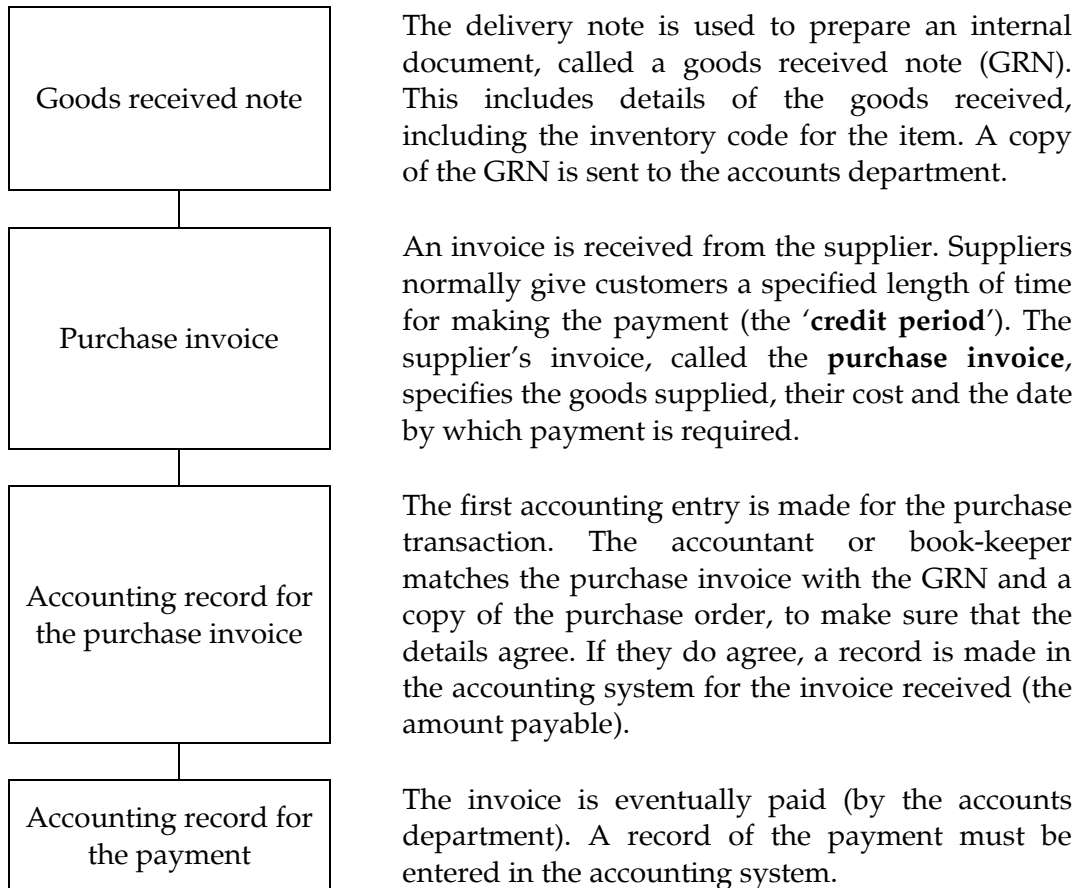 Goods received note
The delivery note is used to prepare an internal
document, called a goods received note (GRN).
This includes details of the goods received,
including the inventory code for the item. A copy
of the GRN is sent to the accounts department.
Purchase invoice
An invoice is received from the supplier. Suppliers
normally give customers a specified length of time
for making the payment (the ‘credit period’). The
supplier’s invoice, called the purchase invoice,
specifies the goods supplied, their cost and the date
by which payment is required.
Accounting record for
the purchase invoice
The first accounting entry is made for the purchase
transaction. The accountant or book-keeper
matches the purchase invoice with the GRN and a
copy of the purchase order, to make sure that the
details agree. If they do agree, a record is made in
the accounting system for the invoice received (the
amount payable).
Accounting record for
the payment
The invoice is eventually paid (by the accounts
department). A record of the payment must be
entered in the accounting system.